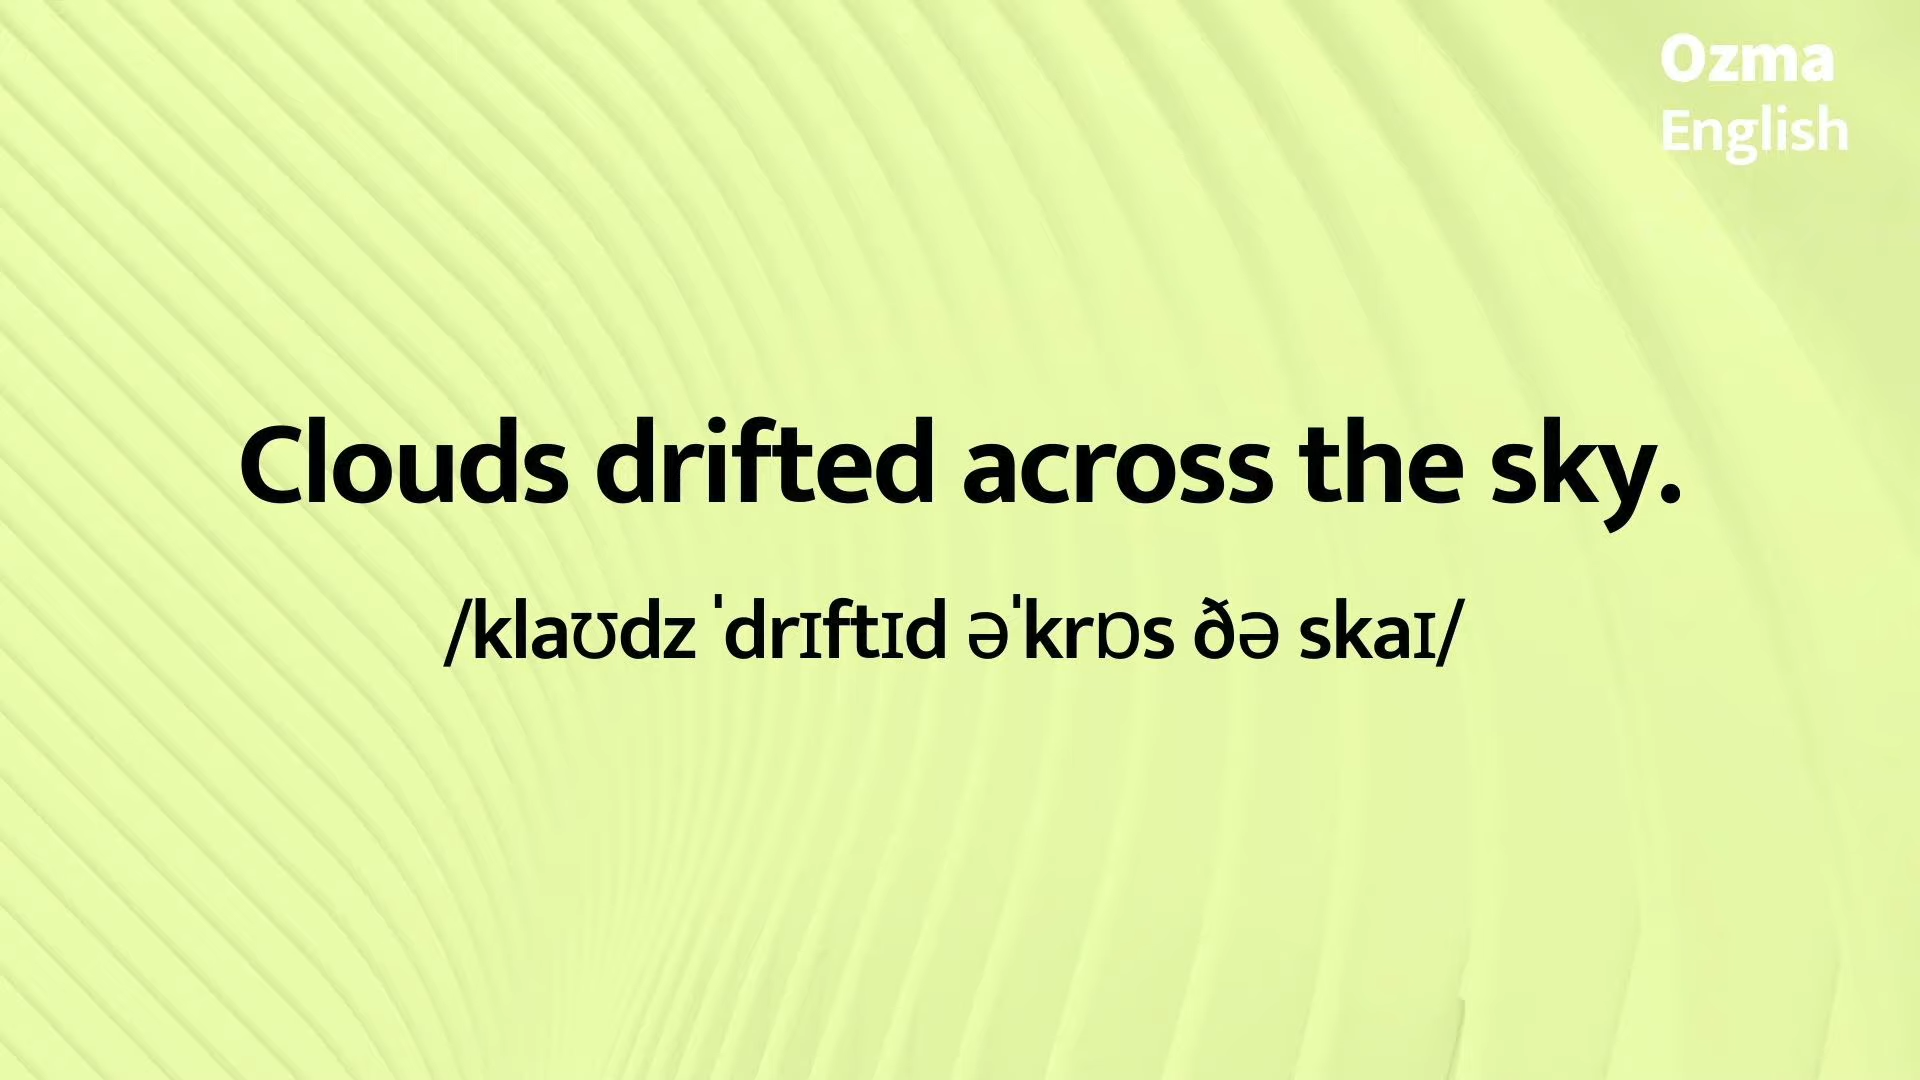 Ozma
English
Clouds drifted across the sky.
/klaʊdz ˈdrɪftɪd əˈkrɒs ðə skaɪ/